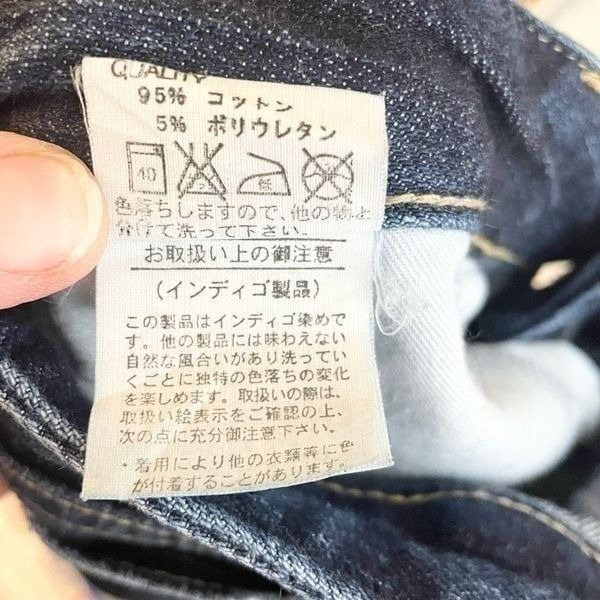 QUALITY
95% コットン
5% ポリウレタン
40 低
色落ちしますので、他の物と
分けて洗って下さい。
お取扱い上の御注意
(インディゴ製品)
この製品はインディゴ染めで
す。他の製品には味わえない
自然な風合いがあり洗ってい
くごとに独特の色落ちの変化
を楽しめます。取扱いの際は、
取扱い絵表示をご確認の上、
次の点に充分御注意下さい。
・着用により他の衣類等に色
が付着することがあります。